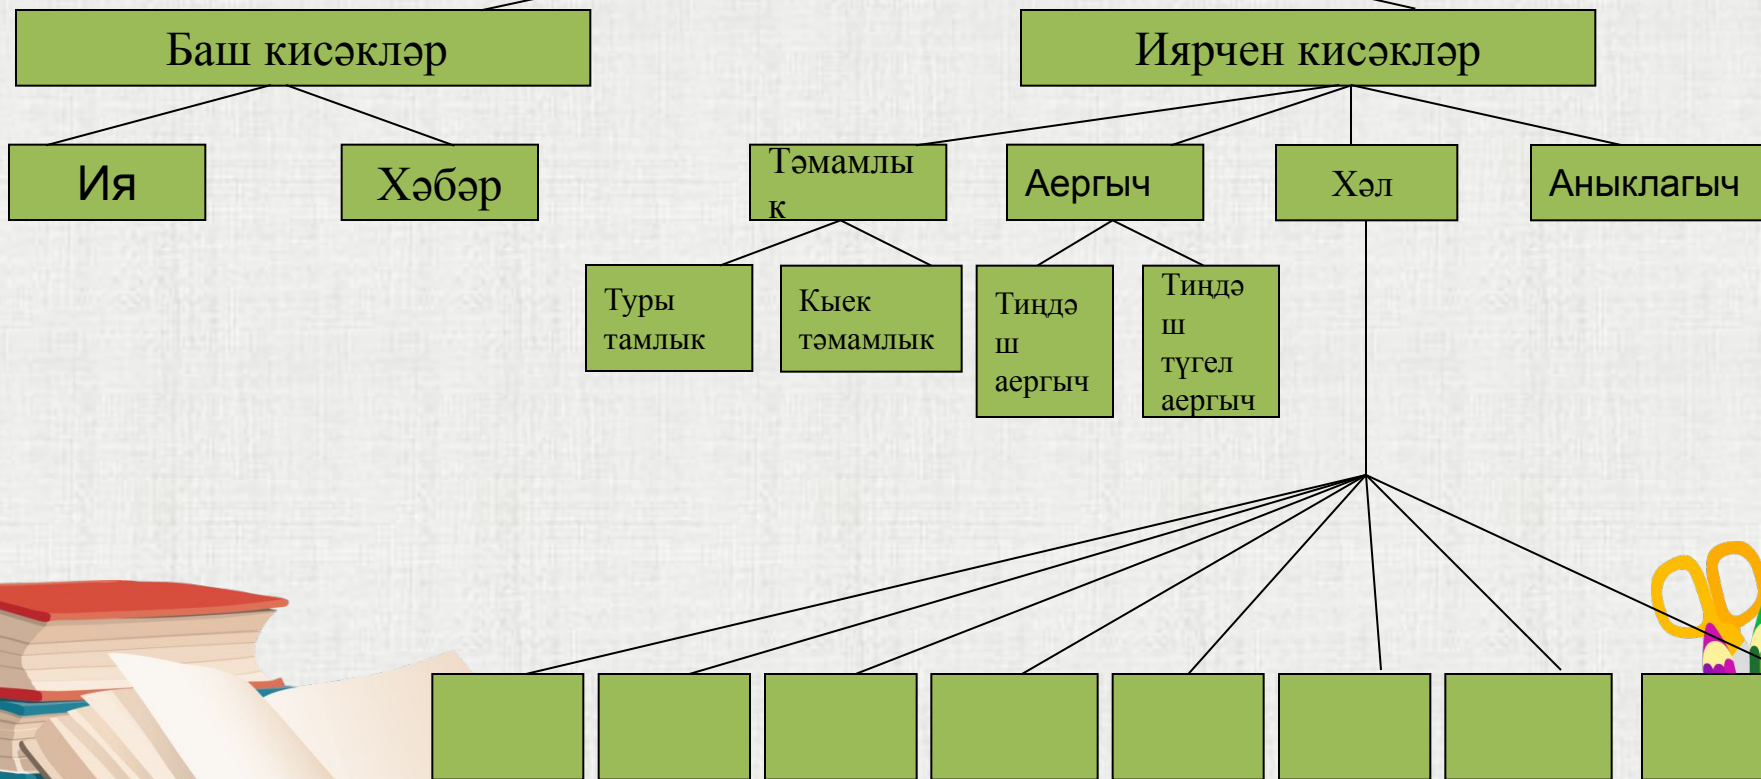 Баш кисәкләр
Иярчен кисәкләр
Ия
Хәбәр
Тәмамлы
к
Аергыч
Хәл
Аныклагыч
Туры
тамлык
Кыек
тәмамлык
Тиңдә
ш
аергыч
Тиңдә
ш
түгел
аергыч